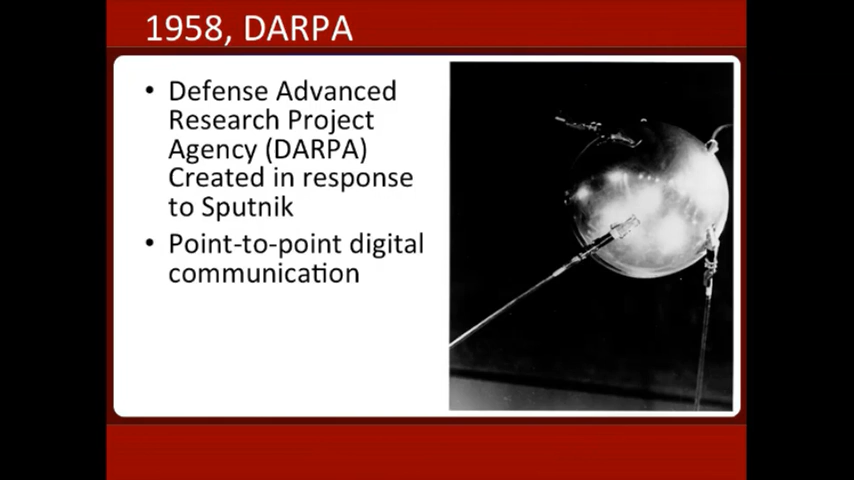 1958, DARPA
• Defense Advanced
Research Project
Agency (DARPA)
Created in response
to Sputnik
• Point-to-point digital
communication